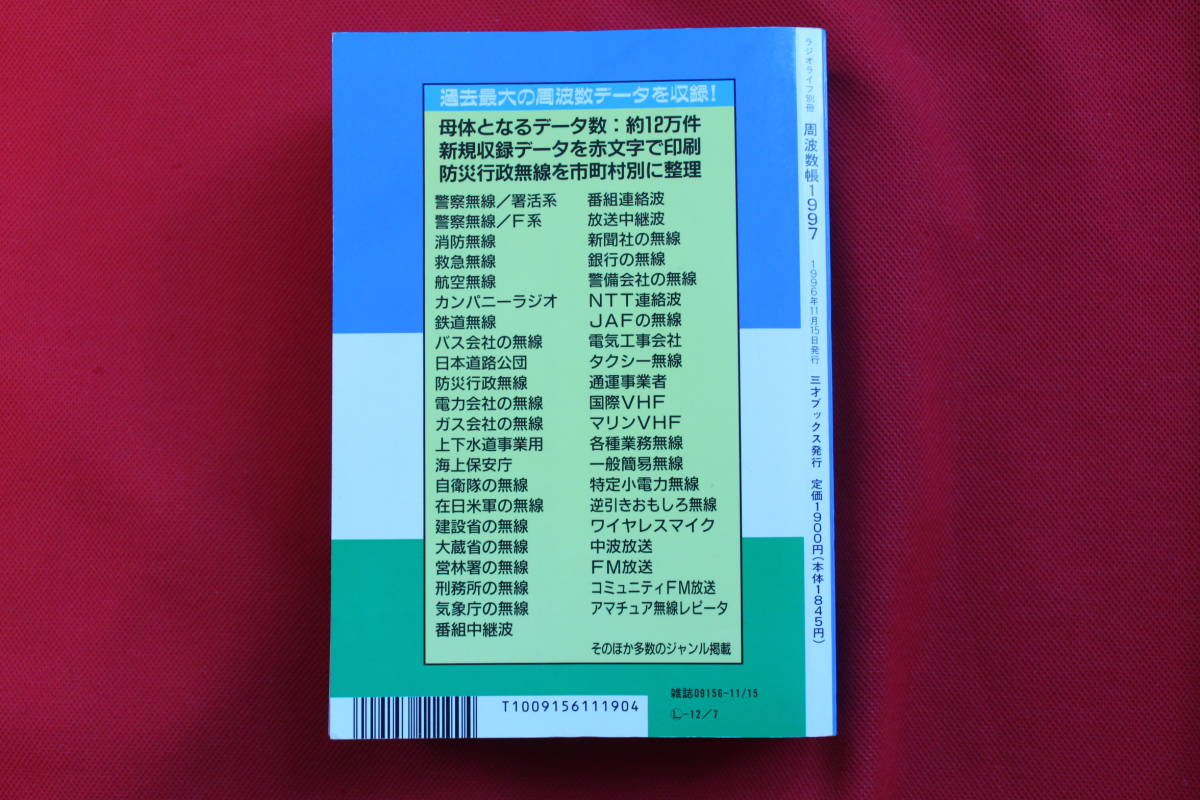 過去最大の周波数データを収録!
母体となるデータ数:約12万件
新規収録データを赤文字で印刷
防災行政無線を市町村別に整理
警察無線/署活系
警察無線/F系
消防無線
救急無線
航空無線
カンパニーラジオ
鉄道無線
バス会社の無線
日本道路公団
防災行政無線
電力会社の無線
ガス会社の無線
上下水道事業用
海上保安庁
自衛隊の無線
在日米軍の無線
建設省の無線
大蔵省の無線
営林署の無線
刑務所の無線
気象庁の無線
番組中継波
番組連絡波
放送中継波
新聞社の無線
銀行の無線
警備会社の無線
NTT連絡波
JAFの無線
電気工事会社
タクシー無線
通運事業者
国際VHF
マリンVHF
各種業務無線
一般簡易無線
特定小電力無線
逆引きおもしろ無線
ワイヤレスマイク
中波放送
FM放送
コミュニティFM放送
アマチュア無線レピータ
そのほか多数のジャンル掲載
T1009156111904
雑誌09156-11/15
Ⓛ-12/7
ラジオライフ別冊 周波数帳1997 1996年11月15日発行 三才ブックス発行 定価1900円(本体1845円)